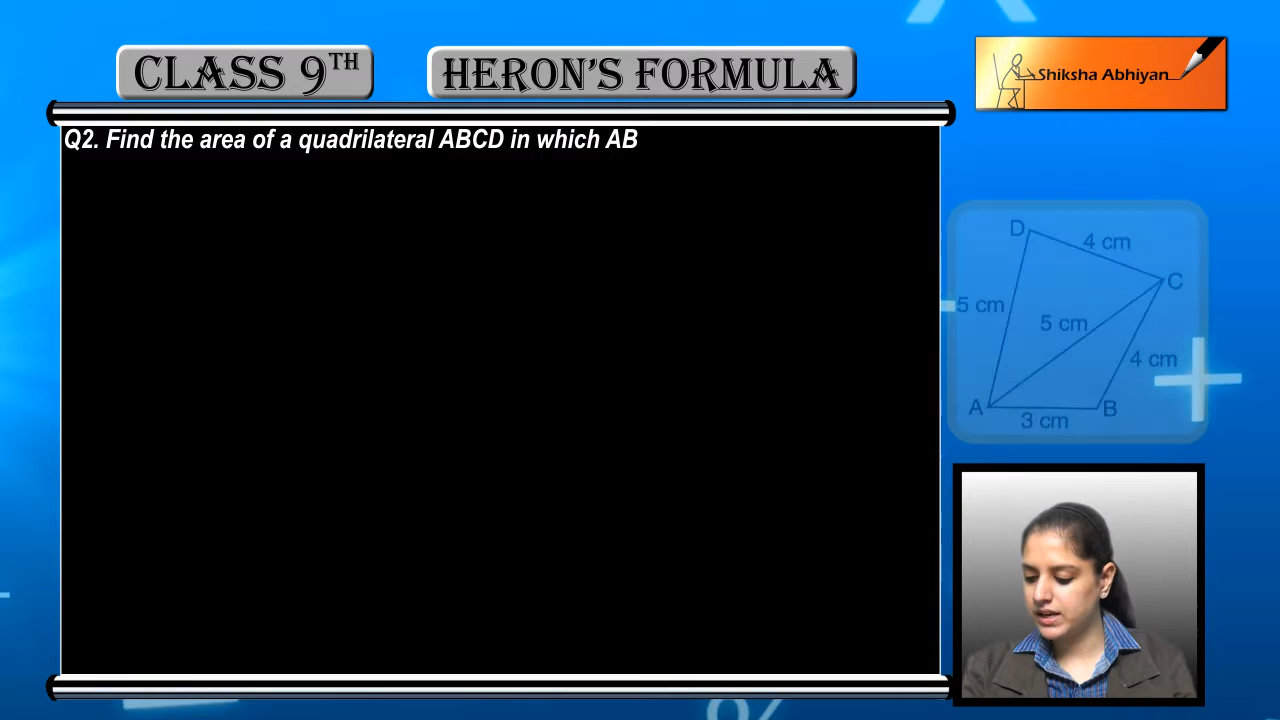 CLASS 9TH
HERON'S FORMULA
Shiksha Abhiyan
Q2. Find the area of a quadrilateral ABCD in which AB
D
4 cm
C
5 cm
5 cm
4 cm
A
B
3 cm